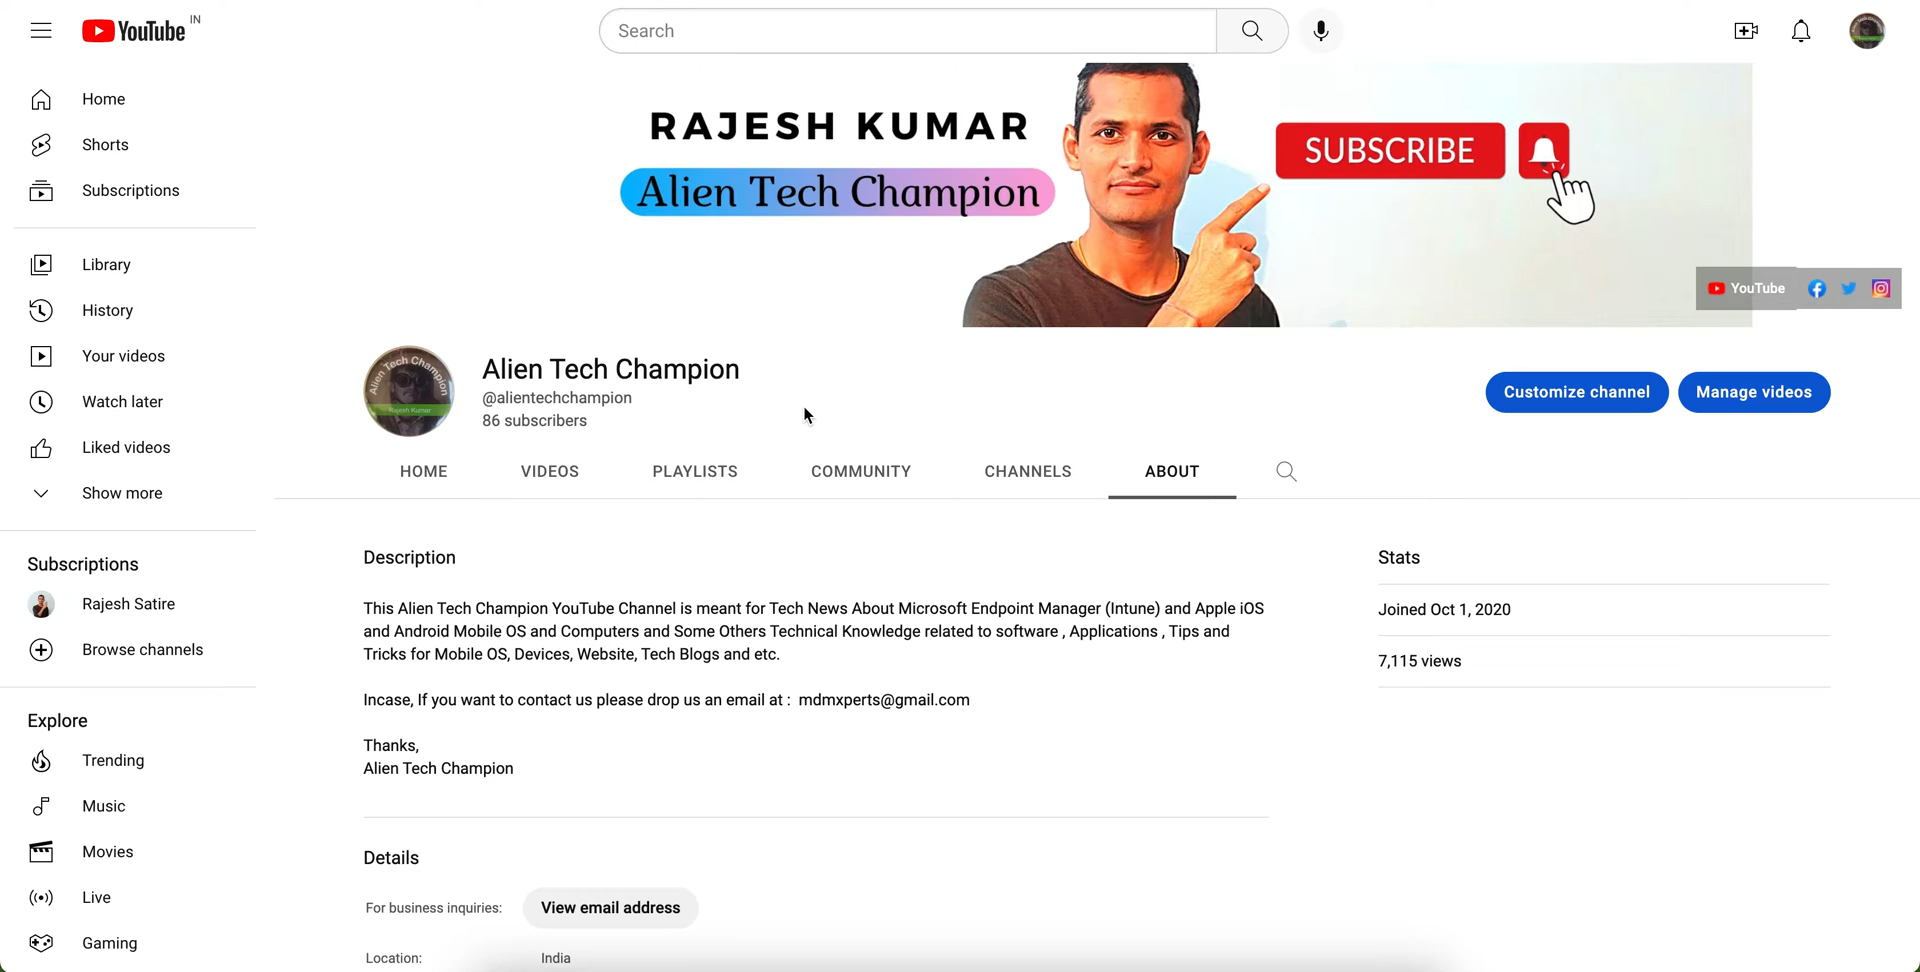 YouTube IN
Search
Home
Shorts
Subscriptions
Library
History
Your videos
Watch later
Liked videos
Show more
Subscriptions
Rajesh Satire
Browse channels
Explore
Trending
Music
Movies
Live
Gaming
RAJESH KUMAR
Alien Tech Champion
SUBSCRIBE
YouTube
Alien Tech Champion
Rajesh Kumar
Alien Tech Champion
@alientechchampion
86 subscribers
Customize channel
Manage videos
HOME VIDEOS PLAYLISTS COMMUNITY CHANNELS ABOUT
Description
This Alien Tech Champion YouTube Channel is meant for Tech News About Microsoft Endpoint Manager (Intune) and Apple iOS
and Android Mobile OS and Computers and Some Others Technical Knowledge related to software , Applications , Tips and
Tricks for Mobile OS, Devices, Website, Tech Blogs and etc.
Incase, If you want to contact us please drop us an email at : mdmxperts@gmail.com
Thanks,
Alien Tech Champion
Details
For business inquiries: View email address
Location: India
Stats
Joined Oct 1, 2020
7,115 views